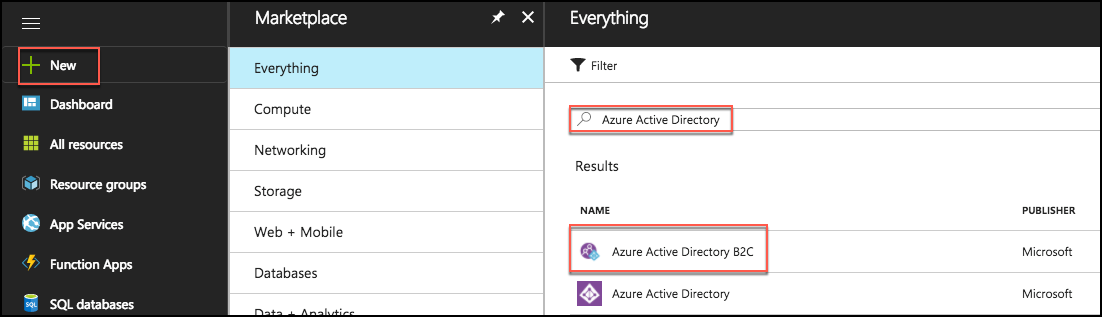 New
Dashboard
All resources
Resource groups
App Services
Function Apps
SQL
SQL databases
Marketplace
Everything
Compute
Networking
Storage
Web + Mobile
Databases
Data + Analytics
Everything
Filter
Azure Active Directory
Results
NAME PUBLISHER
Azure Active Directory B2C Microsoft
Azure Active Directory Microsoft